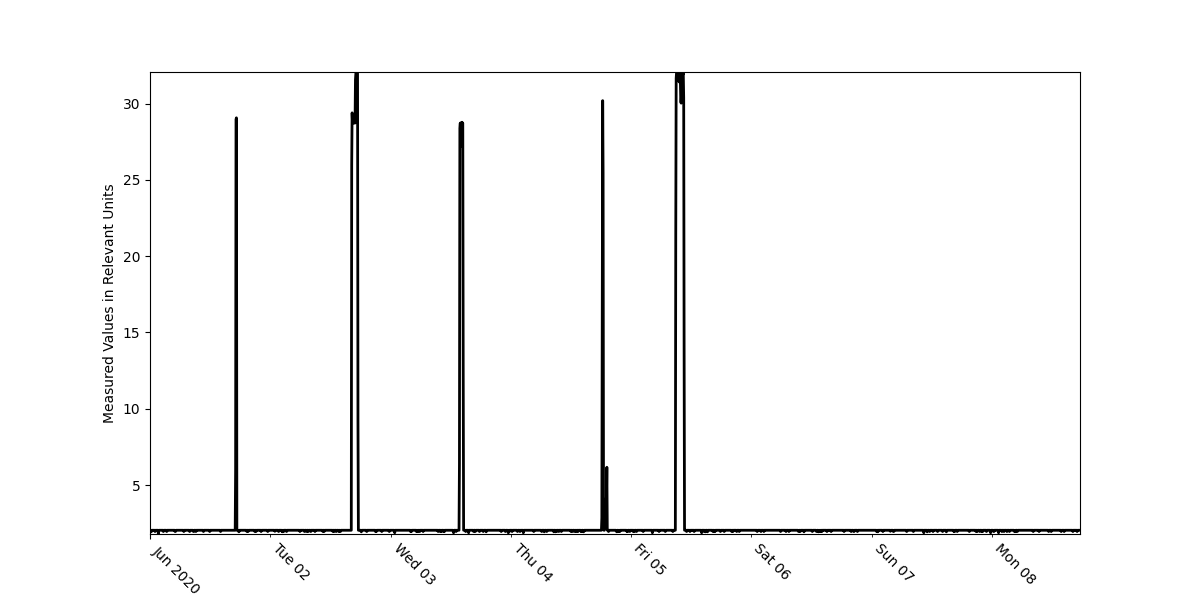 30
25
20
15
10
5
Measured Values in Relevant Units
Jun 2020
Tue 02
Wed 03
Thu 04
Fri 05
Sat 06
Sun 07
Mon 08